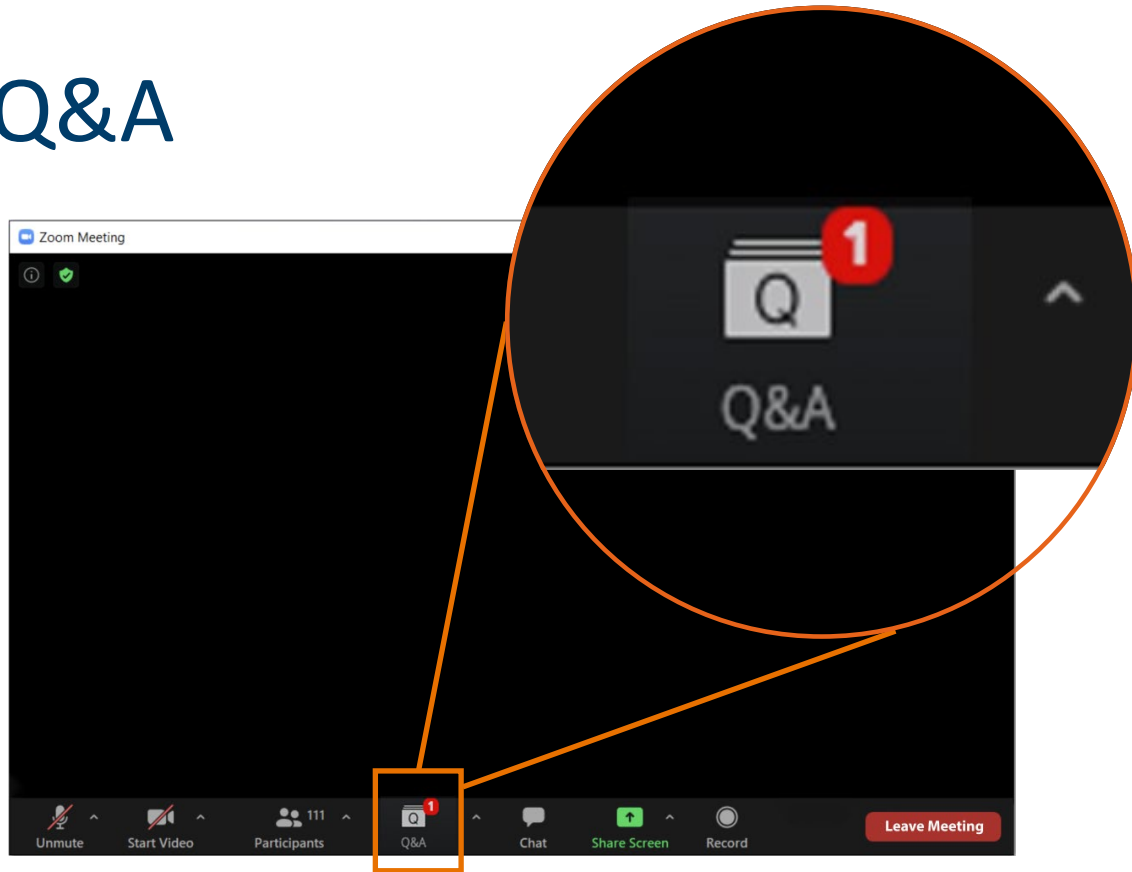 Q&A
Zoom Meeting
1
Q
Q&A
111
Q
1
Unmute
Start Video
Participants
Q&A
Chat
Share Screen
Record
Leave Meeting